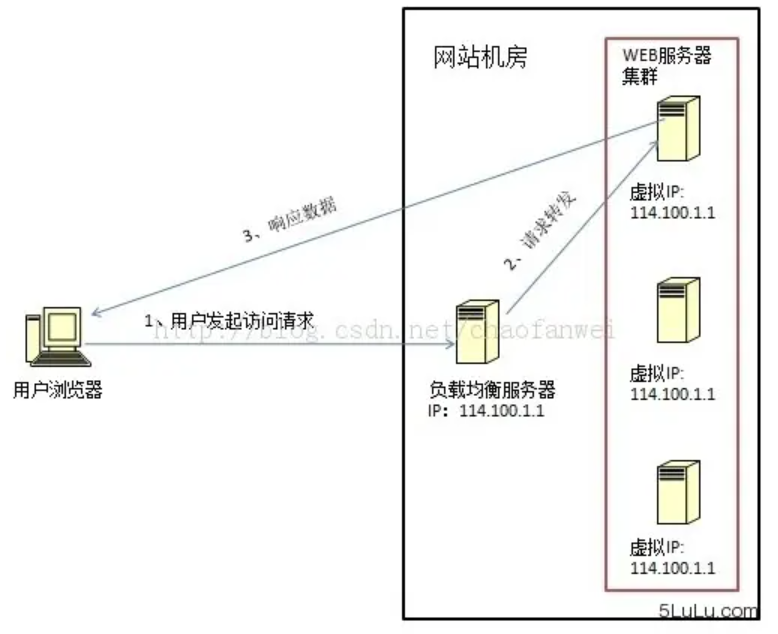 网站机房
WEB服务器
集群
虚拟IP:
114.100.1.1
3、响应数据
2、请求转发
1、用户发起访问请求
http://blog.csdn.net/chaofanwei
用户浏览器
负载均衡服务器
IP：114.100.1.1
虚拟IP:
114.100.1.1
虚拟IP:
114.100.1.1
5LuLu.com